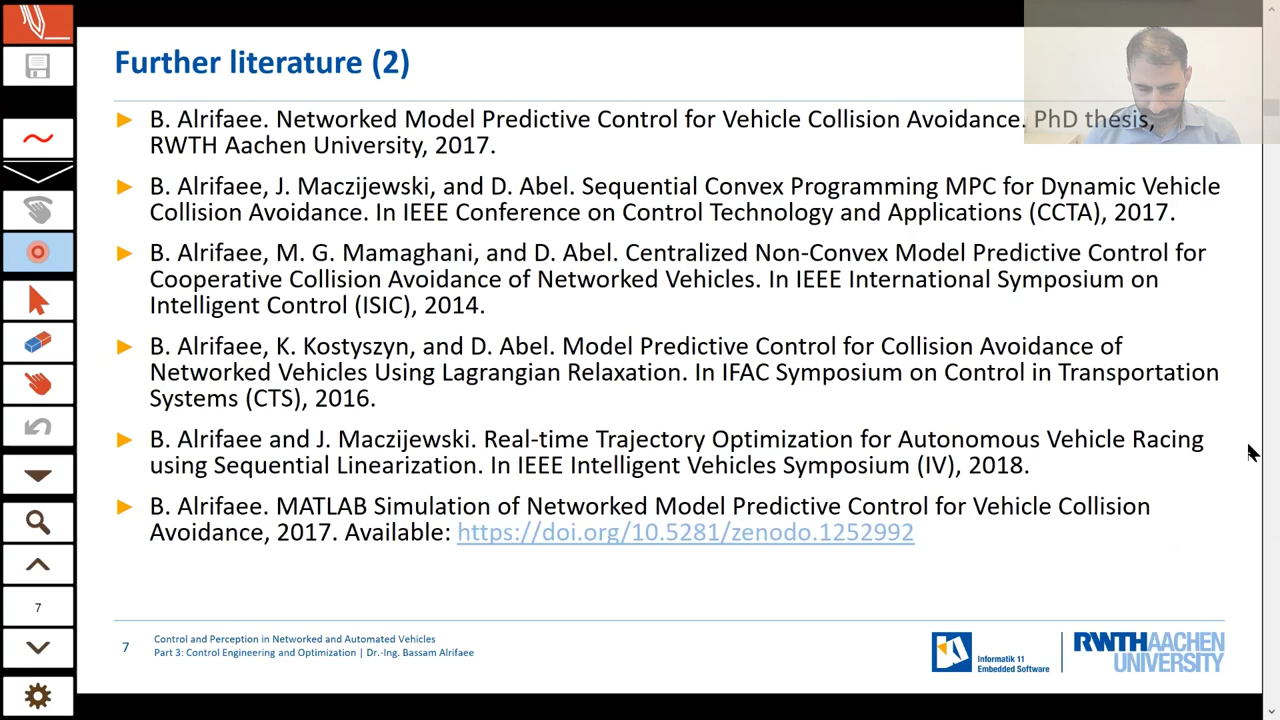 Further literature (2)
B. Alrifaee. Networked Model Predictive Control for Vehicle Collision Avoidance. PhD thesis,
RWTH Aachen University, 2017.
B. Alrifaee, J. Maczijewski, and D. Abel. Sequential Convex Programming MPC for Dynamic Vehicle
Collision Avoidance. In IEEE Conference on Control Technology and Applications (CCTA), 2017.
B. Alrifaee, M. G. Mamaghani, and D. Abel. Centralized Non-Convex Model Predictive Control for
Cooperative Collision Avoidance of Networked Vehicles. In IEEE International Symposium on
Intelligent Control (ISIC), 2014.
B. Alrifaee, K. Kostyszyn, and D. Abel. Model Predictive Control for Collision Avoidance of
Networked Vehicles Using Lagrangian Relaxation. In IFAC Symposium on Control in Transportation
Systems (CTS), 2016.
B. Alrifaee and J. Maczijewski. Real-time Trajectory Optimization for Autonomous Vehicle Racing
using Sequential Linearization. In IEEE Intelligent Vehicles Symposium (IV), 2018.
B. Alrifaee. MATLAB Simulation of Networked Model Predictive Control for Vehicle Collision
Avoidance, 2017. Available: https://doi.org/10.5281/zenodo.1252992
7
7
Control and Perception in Networked and Automated Vehicles
Part 3: Control Engineering and Optimization | Dr.-Ing. Bassam Alrifaee
Informatik 11
Embedded Software
RWTHAACHEN
UNIVERSITY